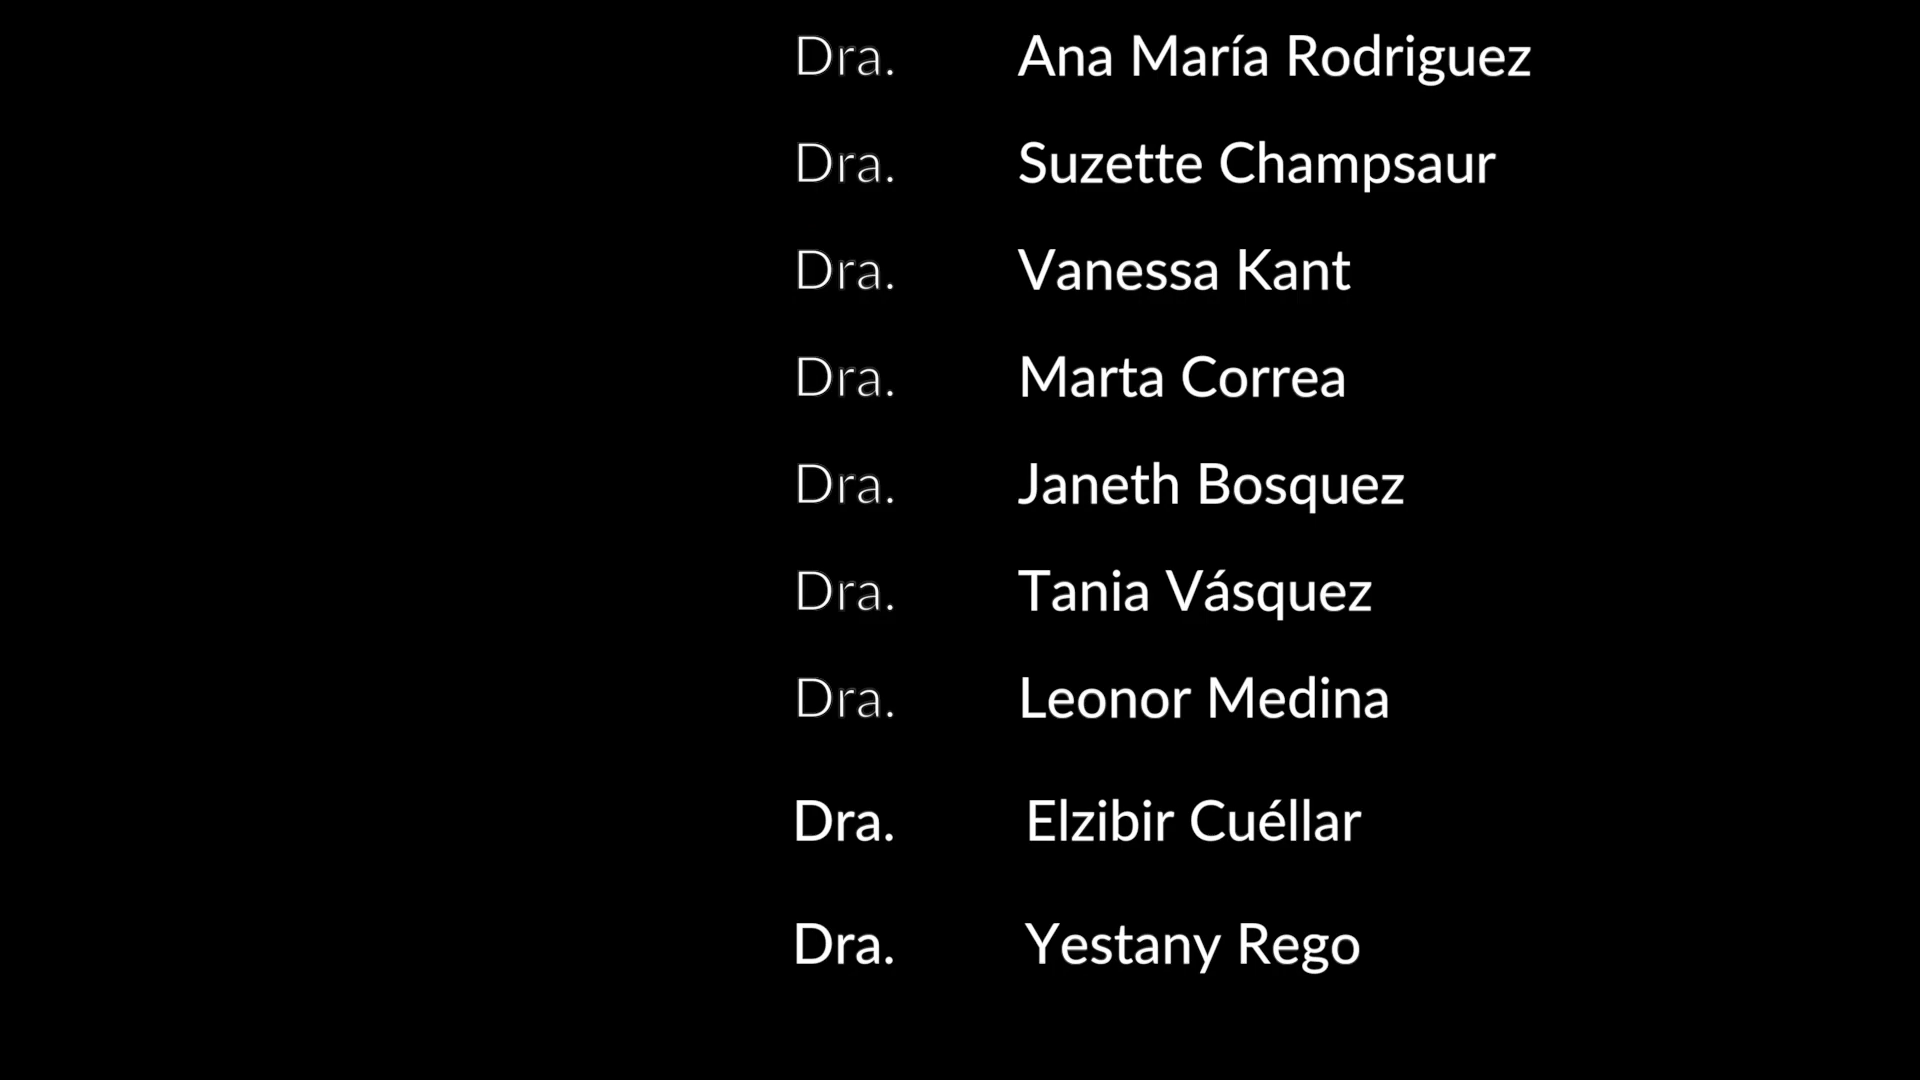 Dra. Ana María Rodriguez
Dra. Suzette Champsaur
Dra. Vanessa Kant
Dra. Marta Correa
Dra. Janeth Bosquez
Dra. Tania Vásquez
Dra. Leonor Medina
Dra. Elzibir Cuéllar
Dra. Yestany Rego